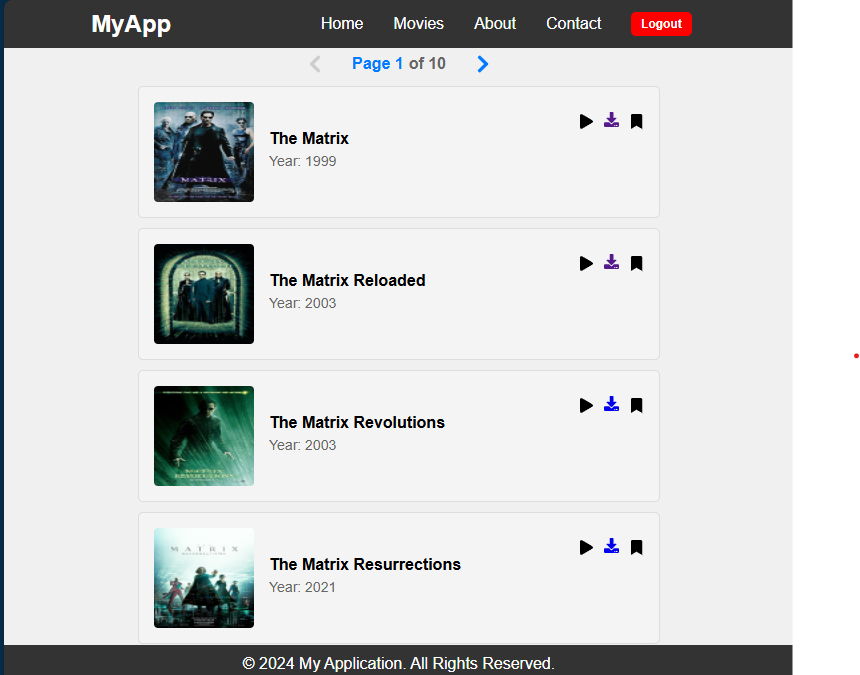 MyApp Home Movies About Contact Logout
Page 1 of 10
MATRIX
The Matrix
Year: 1999
The Matrix Reloaded
Year: 2003
The Matrix Revolutions
Year: 2003
MATRIX
The Matrix Resurrections
Year: 2021
© 2024 My Application. All Rights Reserved.